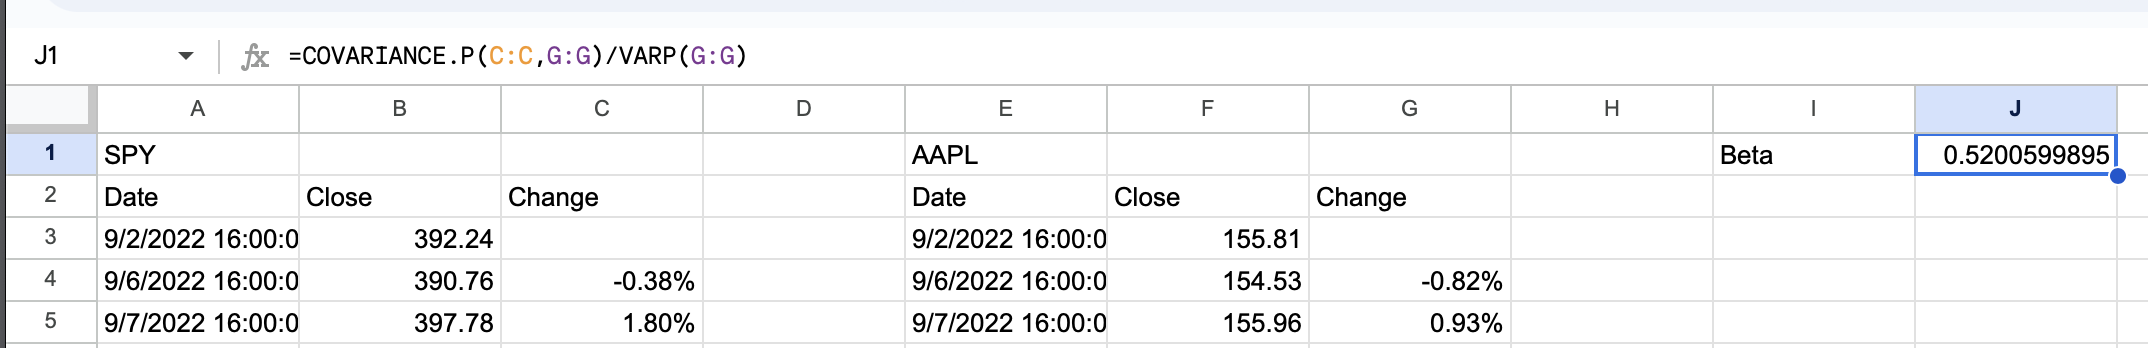 J1 fx =COVARIANCE.P(C:C,G:G)/VARP(G:G)
A B C D E F G H I J
1 SPY AAPL Beta 0.5200599895
2 Date Close Change Date Close Change
3 9/2/2022 16:00:0 392.24 9/2/2022 16:00:0 155.81
4 9/6/2022 16:00:0 390.76 -0.38% 9/6/2022 16:00:0 154.53 -0.82%
5 9/7/2022 16:00:0 397.78 1.80% 9/7/2022 16:00:0 155.96 0.93%